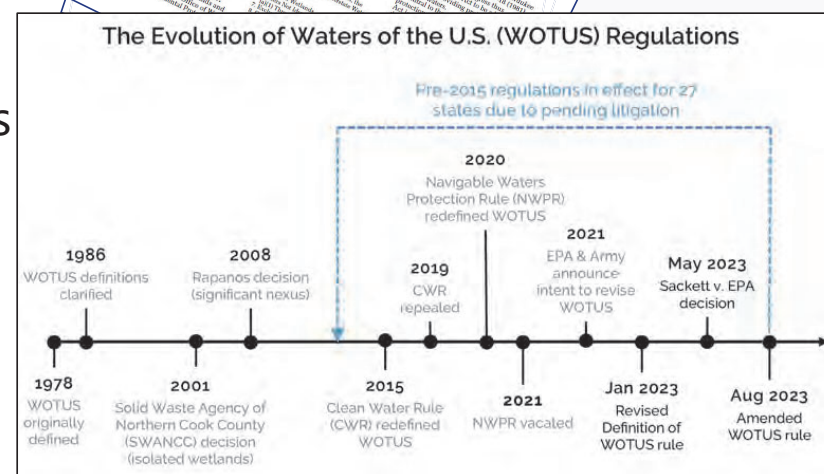 The Evolution of Waters of the U.S. (WOTUS) Regulations
Pre-2015 regulations in effect for 27
states due to pending litigation
1978
WOTUS
originally
defined
1986
WOTUS definitions
clarified
2001
Solid Waste Agency of
Northern Cook County
(SWANCC) decision
(isolated wetlands)
2008
Rapanos decision
(significant nexus)
2015
Clean Water Rule
(CWR) redefined
WOTUS
2019
CWR
repealed
2020
Navigable Waters
Protection Rule (NWPR)
redefined WOTUS
2021
NWPR vacated
2021
EPA & Army
announce
intent to revise
WOTUS
Jan 2023
Revised
Definition of
WOTUS rule
May 2023
Sackett v. EPA
decision
Aug 2023
Amended
WOTUS rule